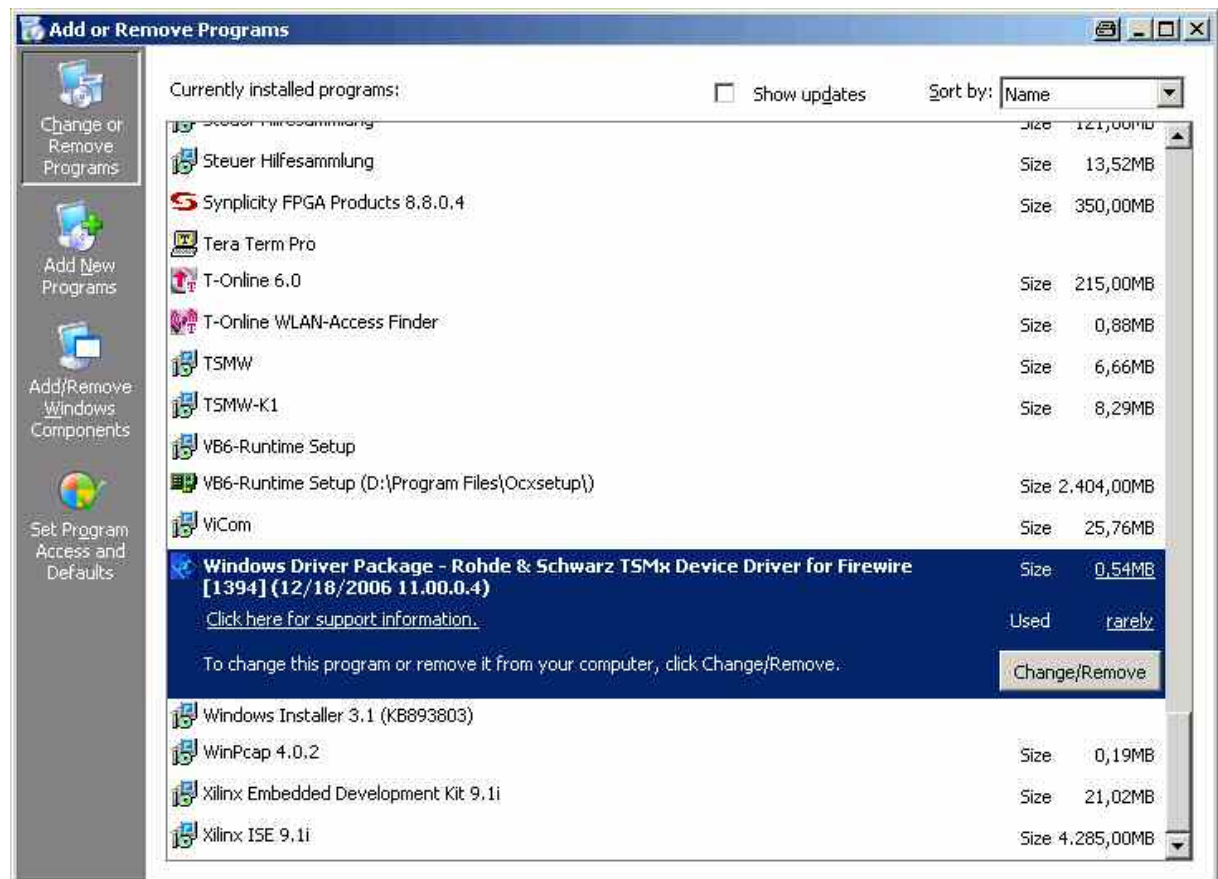 Add or Remove Programs
Change or
Remove
Programs
Add New
Programs
Add/Remove
Windows
Components
Set Program
Access and
Defaults
Currently installed programs:
Show updates
Sort by: Name
Size 121,00MB
Steuer Hilfesammlung Size 13,52MB
Synplicity FPGA Products 8.8.0.4 Size 350,00MB
Tera Term Pro
T-Online 6.0 Size 215,00MB
T-Online WLAN-Access Finder Size 0,88MB
TSMW Size 6,66MB
TSMW-K1 Size 8,29MB
VB6-Runtime Setup
VB6-Runtime Setup (D:\Program Files\Ocxsetup\) Size 2.404,00MB
ViCom Size 25,76MB
Windows Driver Package - Rohde & Schwarz TSMx Device Driver for Firewire Size 0,54MB
[1394] (12/18/2006 11.00.0.4)
Click here for support information. Used rarely
To change this program or remove it from your computer, click Change/Remove. Change/Remove
Windows Installer 3.1 (KB893803)
WinPcap 4.0.2 Size 0,19MB
Xilinx Embedded Development Kit 9.1i Size 21,02MB
Xilinx ISE 9.1i Size 4.285,00MB